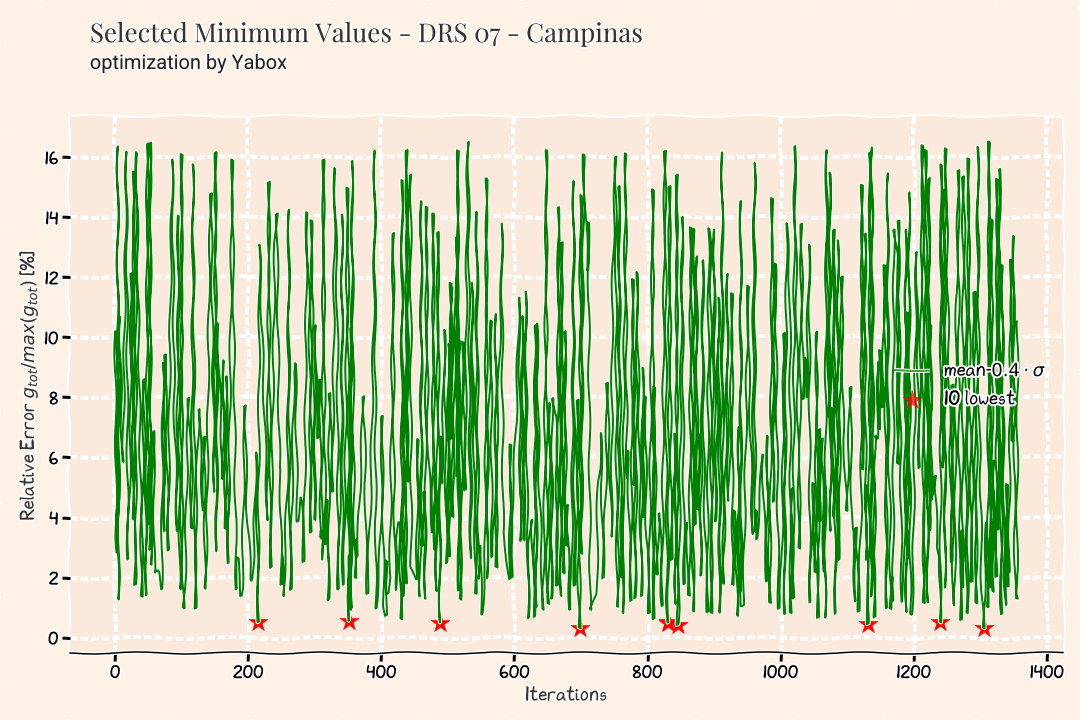 Selected Minimum Values - DRS 07 - Campinas
optimization by Yabox
Relative Error g_tot/max(g_tot) [%]
16
14
12
10
8
6
4
2
0
mean-0.4 · σ
10 lowest
0 200 400 600 800 1000 1200 1400
Iterations